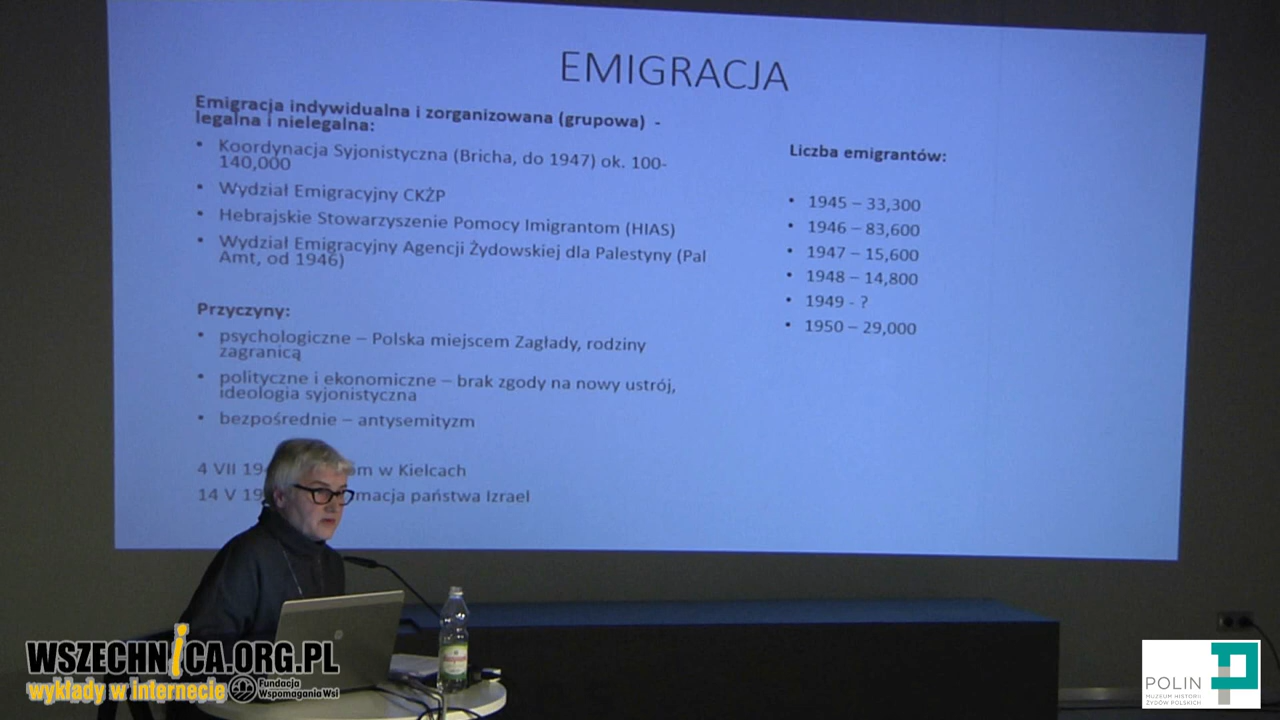 EMIGRACJA
Emigracja indywidualna i zorganizowana (grupowa) -
legalna i nielegalna:
• Koordynacja Syjonistyczna (Bricha, do 1947) ok. 100-
140,000
• Wydział Emigracyjny CKŻP
• Hebrajskie Stowarzyszenie Pomocy Imigrantom (HIAS)
• Wydział Emigracyjny Agencji Żydowskiej dla Palestyny (Pal
Amt, od 1946)
Przyczyny:
• psychologiczne – Polska miejscem Zagłady, rodziny
zagranicą
• polityczne i ekonomiczne – brak zgody na nowy ustrój,
ideologia syjonistyczna
• bezpośrednie – antysemityzm
4 VII 19 om w Kielcach
14 V 19 macja państwa Izrael
Liczba emigrantów:
• 1945 – 33,300
• 1946 – 83,600
• 1947 – 15,600
• 1948 – 14,800
• 1949 - ?
• 1950 – 29,000
WSZECHNICA.ORG.PL
wykłady w internecie
Fundacja
Wspomagania Wsi
POLIN
MUZEUM HISTORII
ŻYDÓW POLSKICH